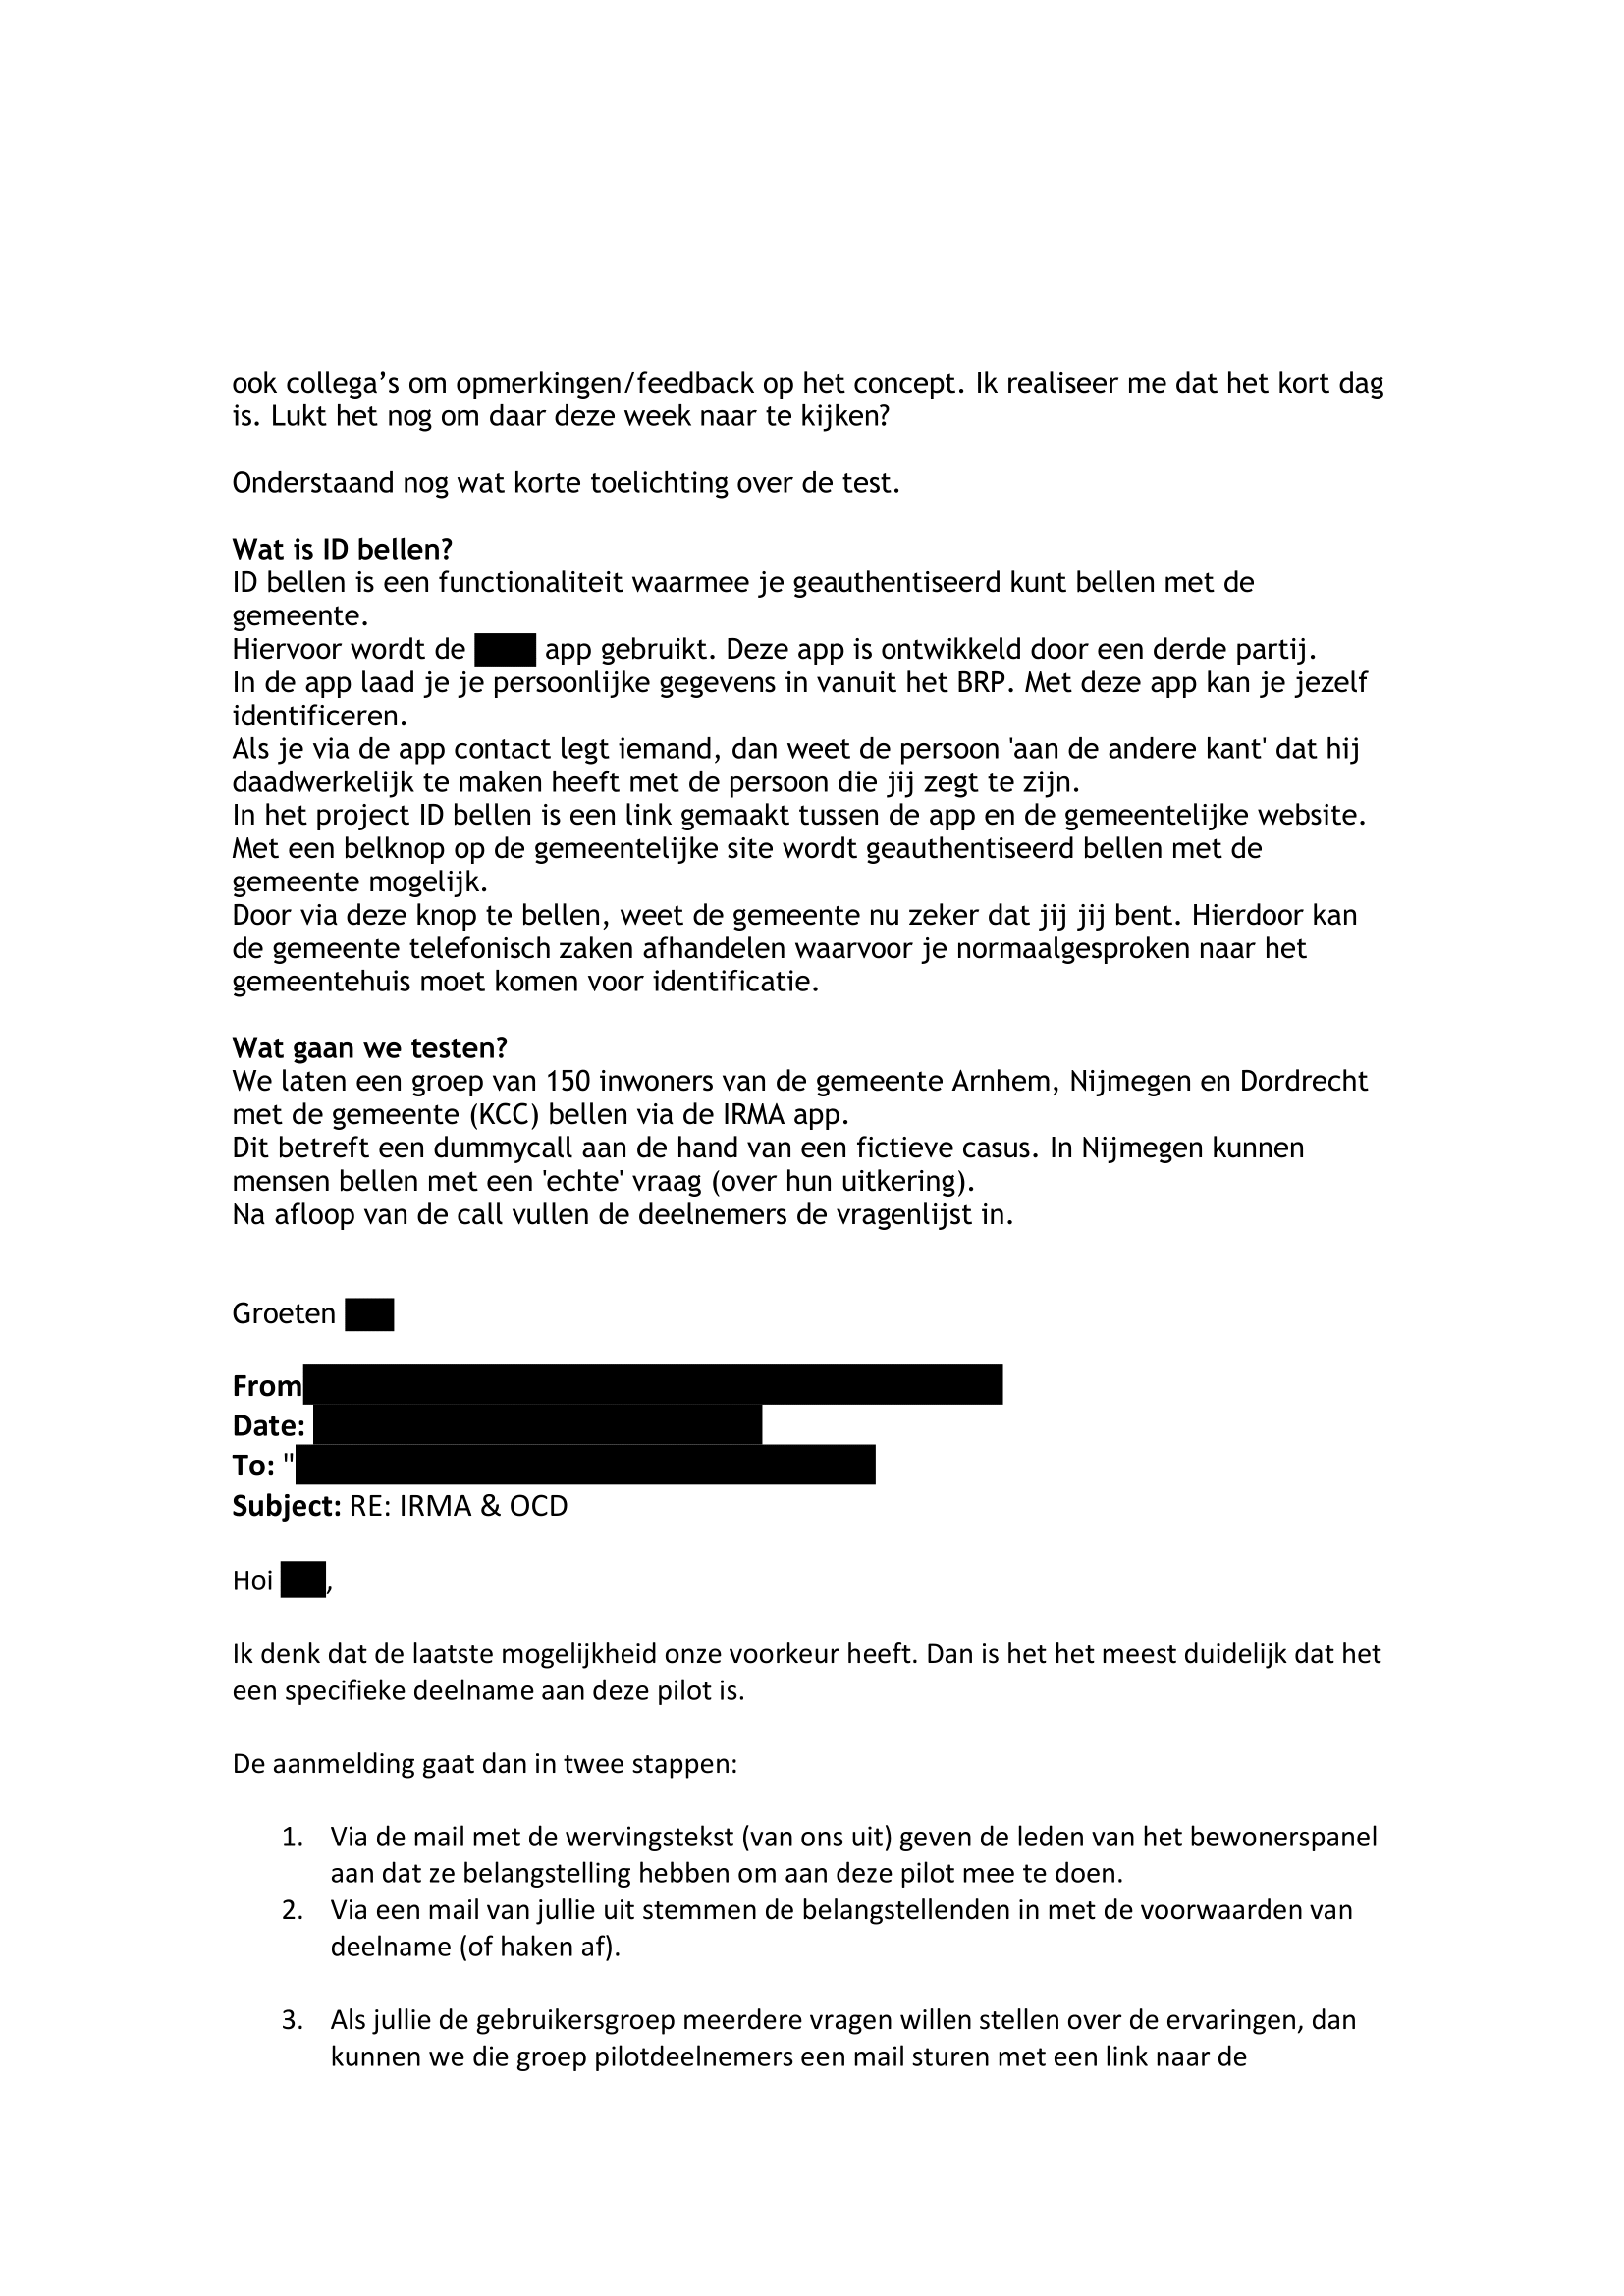 ook collega’s om opmerkingen/feedback op het concept. Ik realiseer me dat het kort dag
is. Lukt het nog om daar deze week naar te kijken?
Onderstaand nog wat korte toelichting over de test.
Wat is ID bellen?
ID bellen is een functionaliteit waarmee je geauthentiseerd kunt bellen met de
gemeente.
Hiervoor wordt de app gebruikt. Deze app is ontwikkeld door een derde partij.
In de app laad je je persoonlijke gegevens in vanuit het BRP. Met deze app kan je jezelf
identificeren.
Als je via de app contact legt iemand, dan weet de persoon 'aan de andere kant' dat hij
daadwerkelijk te maken heeft met de persoon die jij zegt te zijn.
In het project ID bellen is een link gemaakt tussen de app en de gemeentelijke website.
Met een belknop op de gemeentelijke site wordt geauthentiseerd bellen met de
gemeente mogelijk.
Door via deze knop te bellen, weet de gemeente nu zeker dat jij jij bent. Hierdoor kan
de gemeente telefonisch zaken afhandelen waarvoor je normaalgesproken naar het
gemeentehuis moet komen voor identificatie.
Wat gaan we testen?
We laten een groep van 150 inwoners van de gemeente Arnhem, Nijmegen en Dordrecht
met de gemeente (KCC) bellen via de IRMA app.
Dit betreft een dummycall aan de hand van een fictieve casus. In Nijmegen kunnen
mensen bellen met een 'echte' vraag (over hun uitkering).
Na afloop van de call vullen de deelnemers de vragenlijst in.
Groeten
From
Date:
To: "
Subject: RE: IRMA & OCD
Hoi ,
Ik denk dat de laatste mogelijkheid onze voorkeur heeft. Dan is het het meest duidelijk dat het
een specifieke deelname aan deze pilot is.
De aanmelding gaat dan in twee stappen:
1. Via de mail met de wervingstekst (van ons uit) geven de leden van het bewonerspanel
aan dat ze belangstelling hebben om aan deze pilot mee te doen.
2. Via een mail van jullie uit stemmen de belangstellenden in met de voorwaarden van
deelname (of haken af).
3. Als jullie de gebruikersgroep meerdere vragen willen stellen over de ervaringen, dan
kunnen we die groep pilotdeelnemers een mail sturen met een link naar de